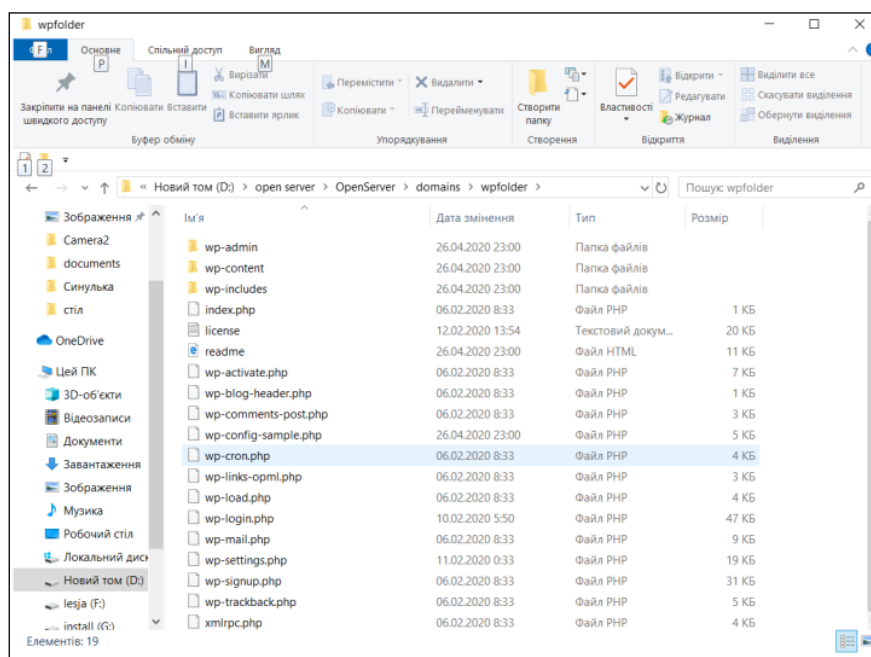 wpfolder
F л
Основне
Спільний доступ
Вигляд
P
I
M
Закріпити на панелі швидкого доступу
Копіювати
Вставити
Вирізати
Копіювати шлях
Вставити ярлик
Буфер обміну
Перемістити
Копіювати
Видалити
Перейменувати
Упорядкування
Створити папку
Створення
Властивості
Відкрити
Редагувати
Журнал
Відкриття
Виділити все
Скасувати виділення
Обернути виділення
Виділення
1 2
« Новий том (D:) > open server > OpenServer > domains > wpfolder >
Пошук: wpfolder
Зображення
Camera2
documents
Синулька
стіл
OneDrive
Цей ПК
3D-об'єкти
Відеозаписи
Документи
Завантаження
Зображення
Музика
Робочий стіл
Локальний диск
Новий том (D:)
lesja (F:)
install (G:)
Ім'я Дата змінення Тип Розмір
wp-admin 26.04.2020 23:00 Папка файлів
wp-content 26.04.2020 23:00 Папка файлів
wp-includes 26.04.2020 23:00 Папка файлів
index.php 06.02.2020 8:33 Файл PHP 1 КБ
license 12.02.2020 13:54 Текстовий докум... 20 КБ
readme 26.04.2020 23:00 Файл HTML 11 КБ
wp-activate.php 06.02.2020 8:33 Файл PHP 7 КБ
wp-blog-header.php 06.02.2020 8:33 Файл PHP 1 КБ
wp-comments-post.php 06.02.2020 8:33 Файл PHP 3 КБ
wp-config-sample.php 26.04.2020 23:00 Файл PHP 5 КБ
wp-cron.php 06.02.2020 8:33 Файл PHP 4 КБ
wp-links-opml.php 06.02.2020 8:33 Файл PHP 3 КБ
wp-load.php 06.02.2020 8:33 Файл PHP 4 КБ
wp-login.php 10.02.2020 5:50 Файл PHP 47 КБ
wp-mail.php 06.02.2020 8:33 Файл PHP 9 КБ
wp-settings.php 11.02.2020 0:33 Файл PHP 19 КБ
wp-signup.php 06.02.2020 8:33 Файл PHP 31 КБ
wp-trackback.php 06.02.2020 8:33 Файл PHP 5 КБ
xmlrpc.php 06.02.2020 8:33 Файл PHP 4 КБ
Елементів: 19